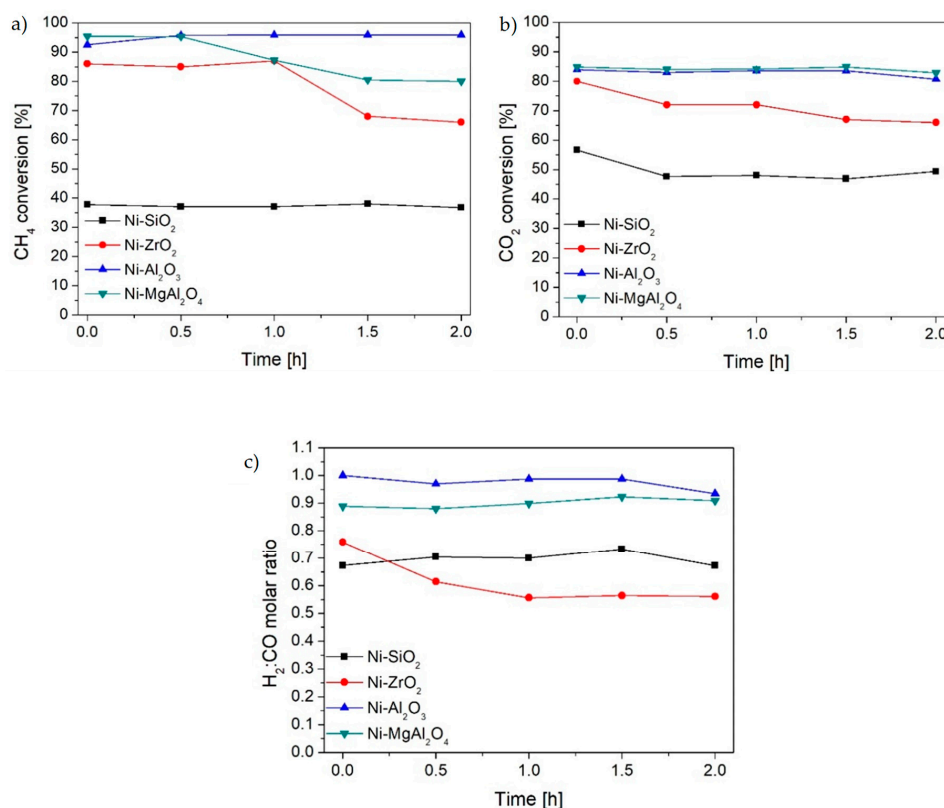 a)
CH₄ conversion [%]
100
90
80
70
60
50
40
30
20
10
0
Ni-SiO₂
Ni-ZrO₂
Ni-Al₂O₃
Ni-MgAl₂O₄
0.0 0.5 1.0 1.5 2.0
Time [h]
b)
CO₂ conversion [%]
100
90
80
70
60
50
40
30
20
10
0
Ni-SiO₂
Ni-ZrO₂
Ni-Al₂O₃
Ni-MgAl₂O₄
0.0 0.5 1.0 1.5 2.0
Time [h]
c)
H₂:CO molar ratio
1.1
1.0
0.9
0.8
0.7
0.6
0.5
0.4
0.3
0.2
0.1
0.0
Ni-SiO₂
Ni-ZrO₂
Ni-Al₂O₃
Ni-MgAl₂O₄
0.0 0.5 1.0 1.5 2.0
Time [h]